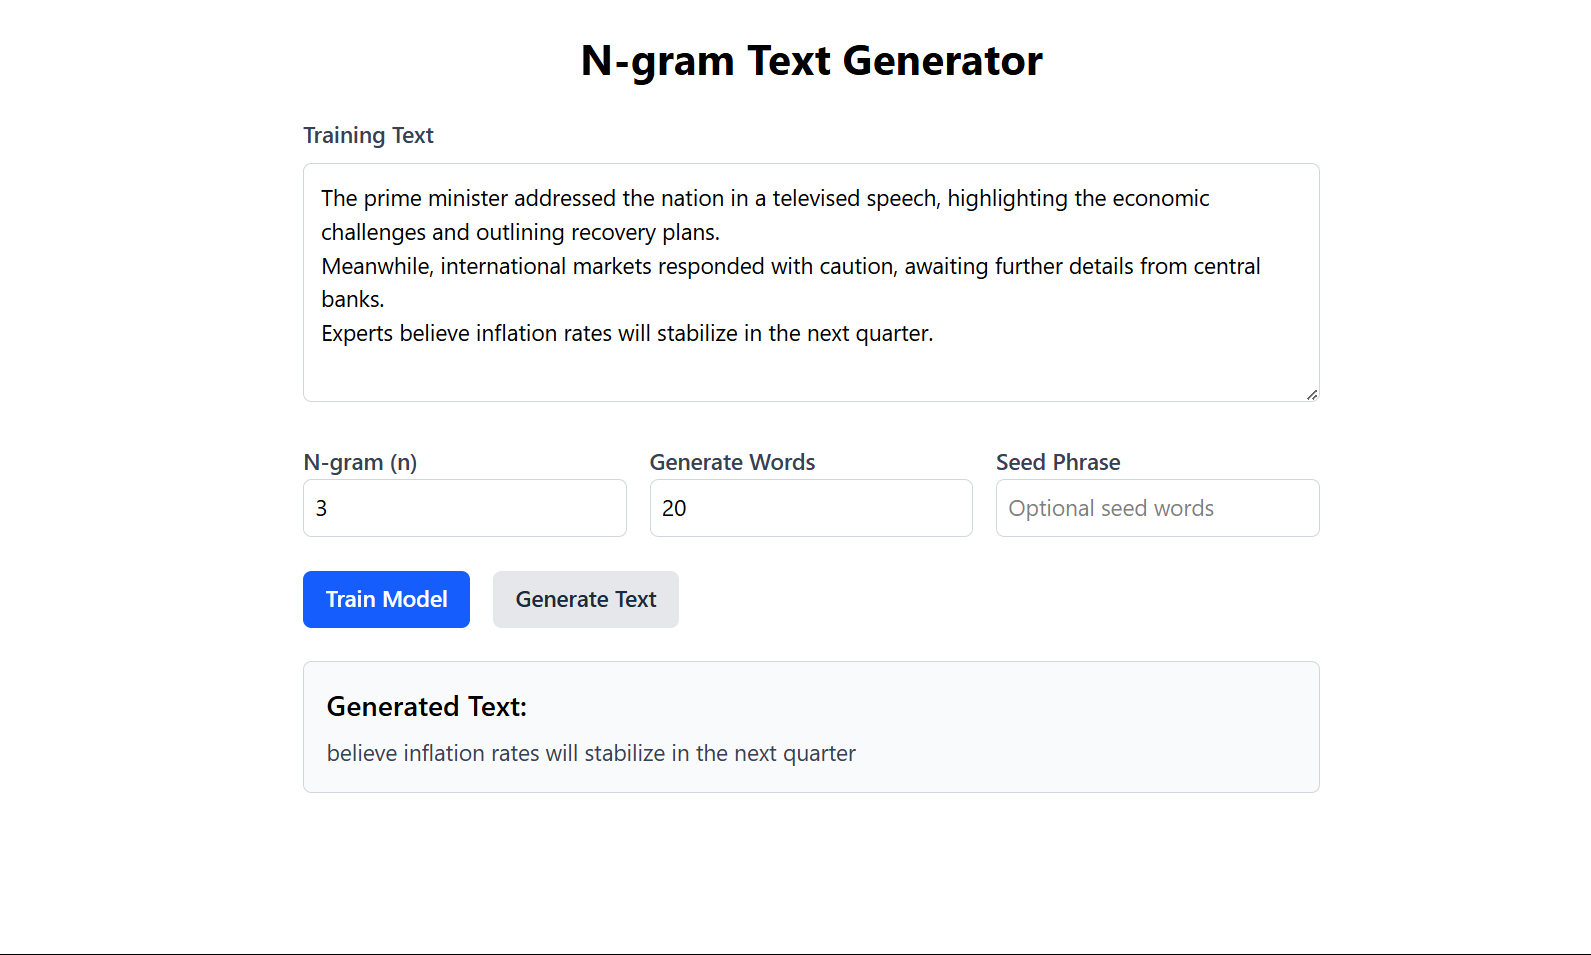 N-gram Text Generator
Training Text
The prime minister addressed the nation in a televised speech, highlighting the economic
challenges and outlining recovery plans.
Meanwhile, international markets responded with caution, awaiting further details from central
banks.
Experts believe inflation rates will stabilize in the next quarter.
N-gram (n)
Generate Words
Seed Phrase
3
20
Optional seed words
Train Model
Generate Text
Generated Text:
believe inflation rates will stabilize in the next quarter